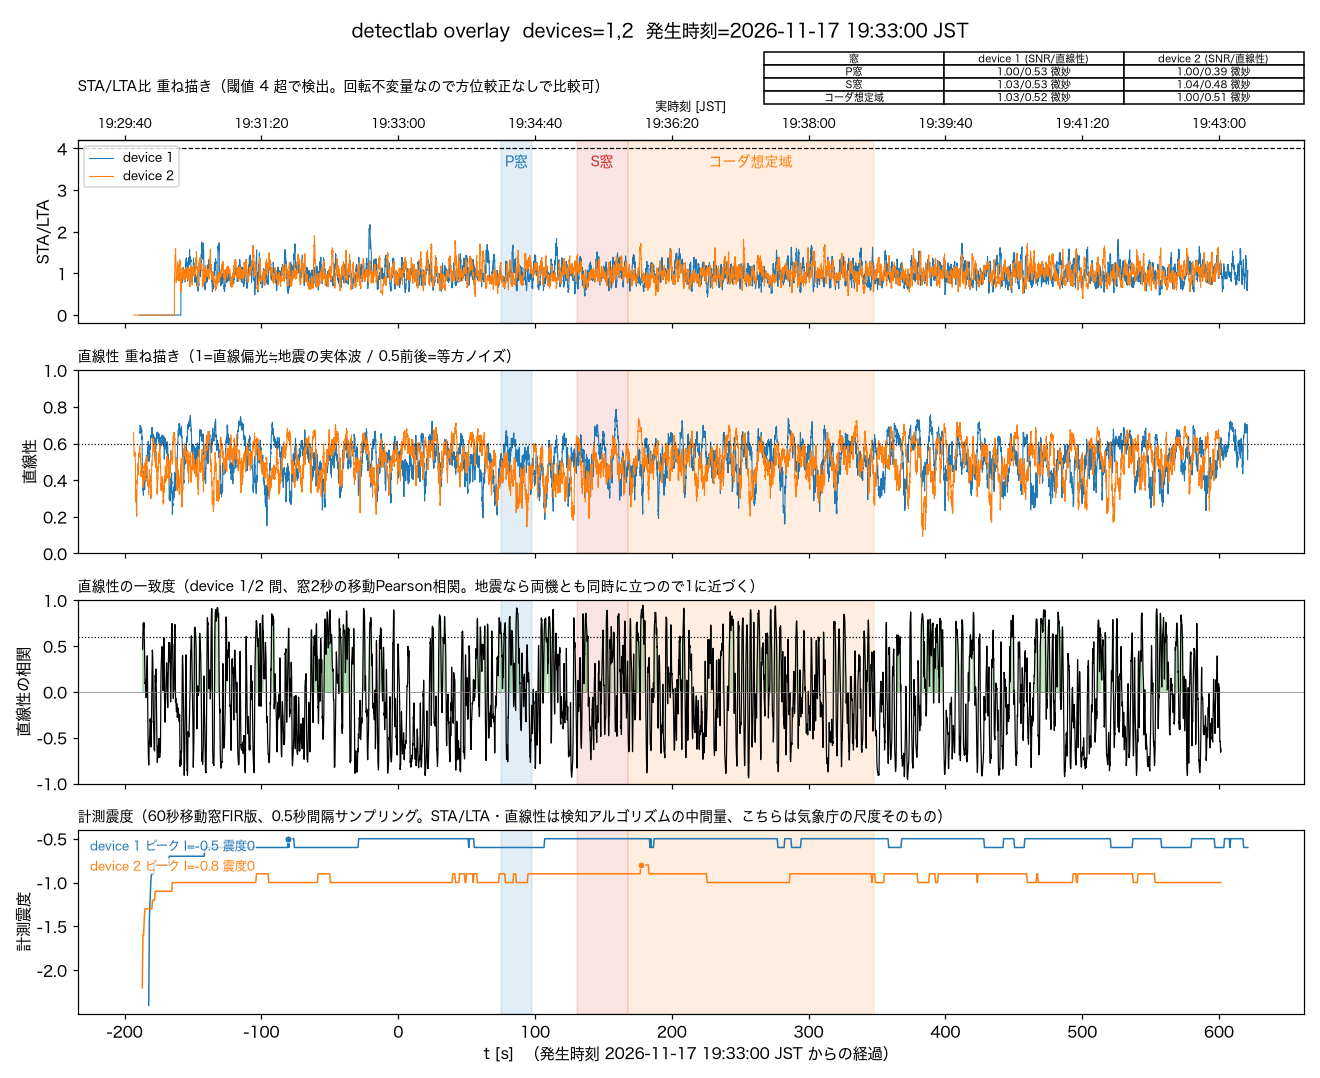 detectlab overlay  devices=1,2  発生時刻=2026-11-17 19:33:00 JST
窓 device 1 (SNR/直線性) device 2 (SNR/直線性)
P窓 1.00/0.53 微妙 1.00/0.39 微妙
S窓 1.03/0.53 微妙 1.04/0.48 微妙
コーダ想定域 1.03/0.52 微妙 1.00/0.51 微妙
STA/LTA比 重ね描き（閾値 4 超で検出。回転不変量なので方位較正なしで比較可）
実時刻 [JST]
19:29:40 19:31:20 19:33:00 19:34:40 19:36:20 19:38:00 19:39:40 19:41:20 19:43:00
STA/LTA
4
3
2
1
0
device 1
device 2
P窓 S窓 コーダ想定域
直線性 重ね描き（1=直線偏光≒地震の実体波 / 0.5前後=等方ノイズ）
直線性
1.0
0.8
0.6
0.4
0.2
0.0
直線性の一致度（device 1/2 間、窓2秒の移動Pearson相関。地震なら両機とも同時に立つので1に近づく）
直線性の相関
1.0
0.5
0.0
-0.5
-1.0
計測震度（60秒移動窓FIR版、0.5秒間隔サンプリング。STA/LTA・直線性は検知アルゴリズムの中間量、こちらは気象庁の尺度そのもの）
計測震度
-0.5
-1.0
-1.5
-2.0
device 1 ピーク I=-0.5 震度0
device 2 ピーク I=-0.8 震度0
-200 -100 0 100 200 300 400 500 600
t [s]  （発生時刻 2026-11-17 19:33:00 JST からの経過）